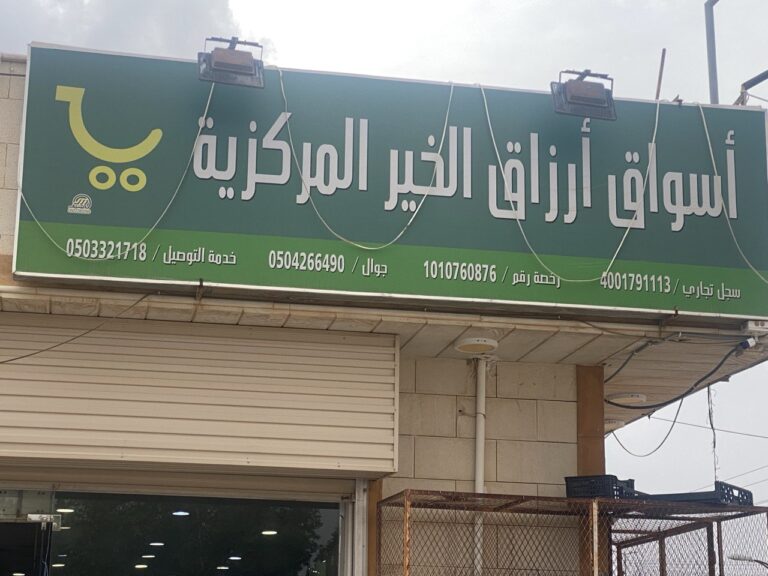 أسواق أرزاق الخير المركزية
سجل تجاري / 4001791113 رخصة رقم / 1010760876 جوال / 0504266490 خدمة التوصيل / 0503321718